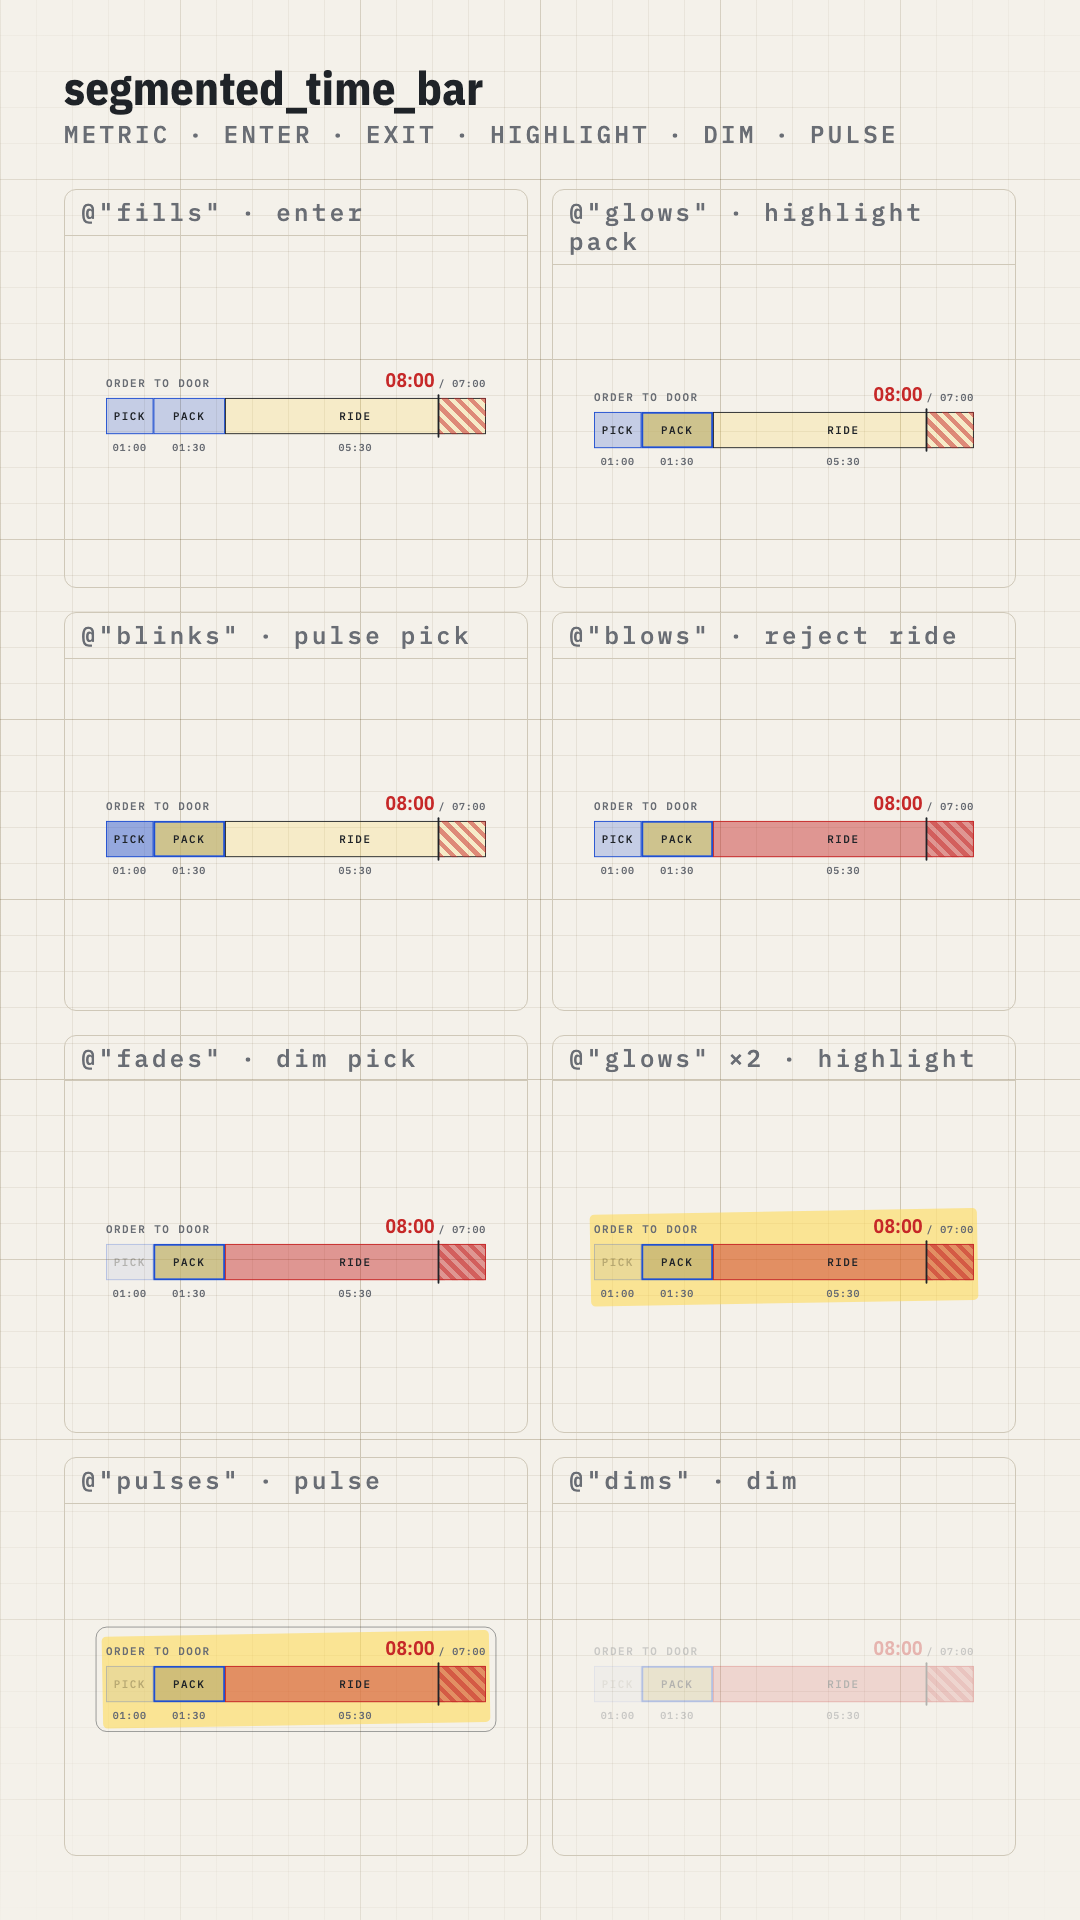 segmented_time_bar
METRIC · ENTER · EXIT · HIGHLIGHT · DIM · PULSE
@"fills" · enter
ORDER TO DOOR 08:00 / 07:00
PICK PACK RIDE
01:00 01:30 05:30
@"glows" · highlight
pack
ORDER TO DOOR 08:00 / 07:00
PICK PACK RIDE
01:00 01:30 05:30
@"blinks" · pulse pick
ORDER TO DOOR 08:00 / 07:00
PICK PACK RIDE
01:00 01:30 05:30
@"blows" · reject ride
ORDER TO DOOR 08:00 / 07:00
PICK PACK RIDE
01:00 01:30 05:30
@"fades" · dim pick
ORDER TO DOOR 08:00 / 07:00
PICK PACK RIDE
01:00 01:30 05:30
@"glows" ×2 · highlight
ORDER TO DOOR 08:00 / 07:00
PICK PACK RIDE
01:00 01:30 05:30
@"pulses" · pulse
ORDER TO DOOR 08:00 / 07:00
PICK PACK RIDE
01:00 01:30 05:30
@"dims" · dim
ORDER TO DOOR 08:00 / 07:00
PICK PACK RIDE
01:00 01:30 05:30